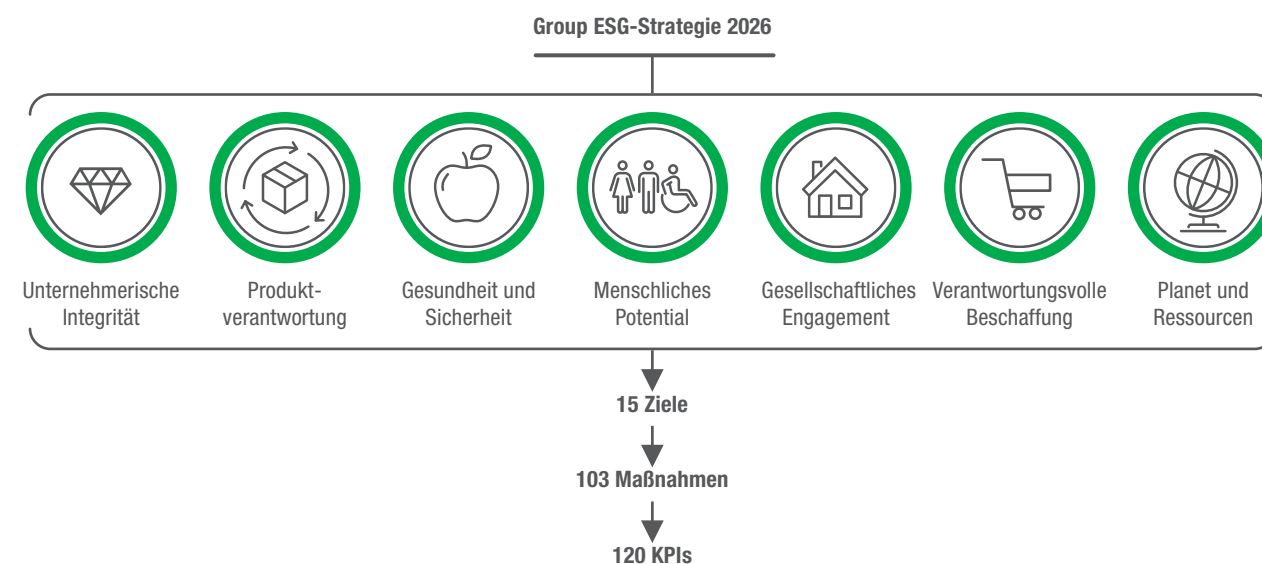 Group ESG-Strategie 2026
Unternehmerische
Integrität
Produkt-
verantwortung
Gesundheit und
Sicherheit
Menschliches
Potential
Gesellschaftliches
Engagement
Verantwortungsvolle
Beschaffung
Planet und
Ressourcen
15 Ziele
103 Maßnahmen
120 KPIs